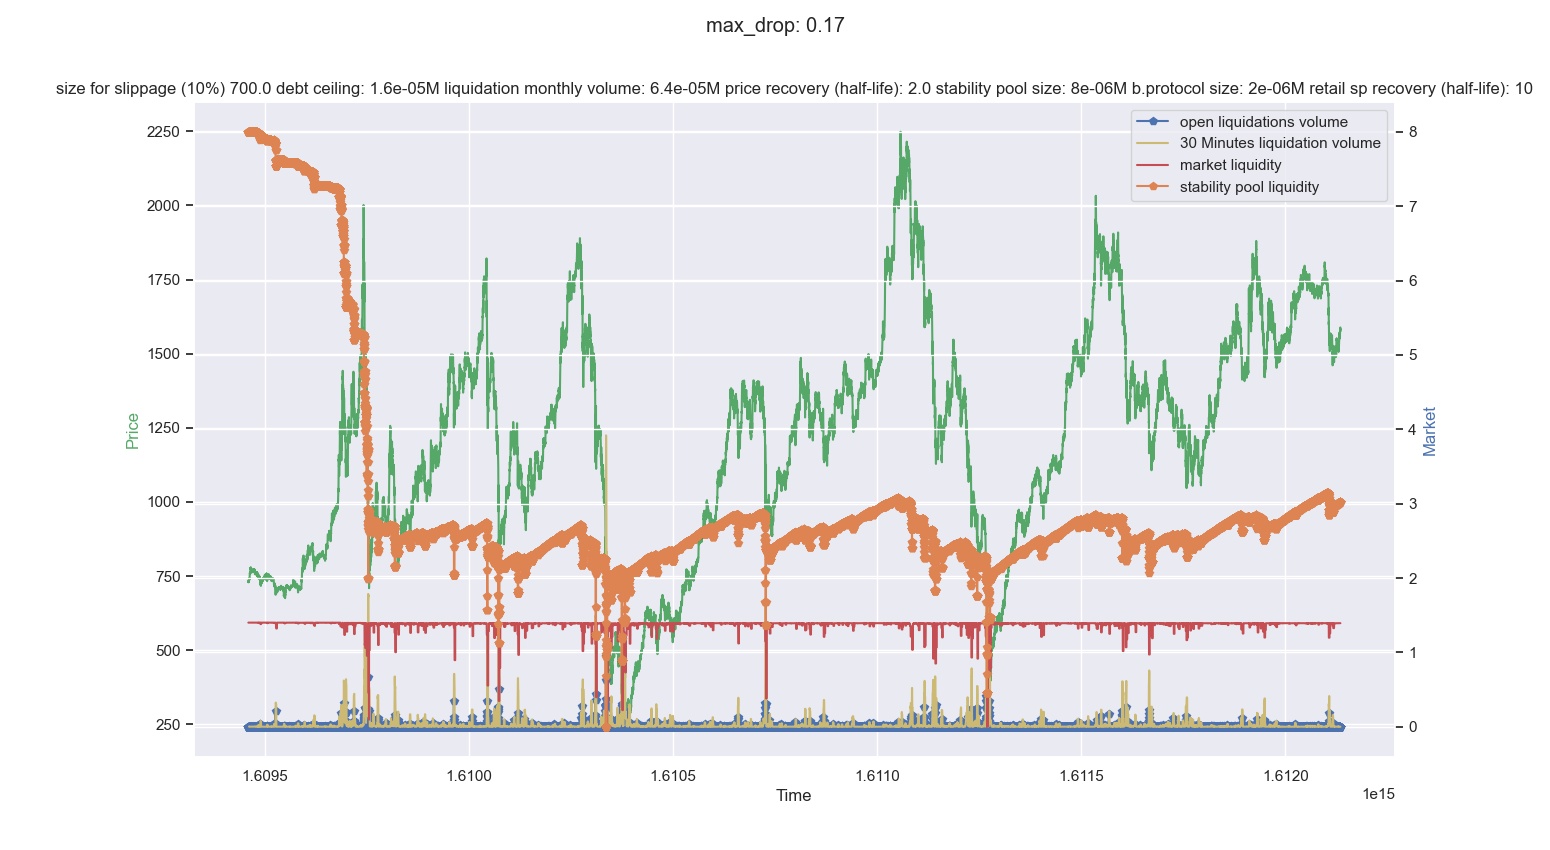 max_drop: 0.17
size for slippage (10%) 700.0 debt ceiling: 1.6e-05M liquidation monthly volume: 6.4e-05M price recovery (half-life): 2.0 stability pool size: 8e-06M b.protocol size: 2e-06M retail sp recovery (half-life): 10
open liquidations volume
30 Minutes liquidation volume
market liquidity
stability pool liquidity
2250
2000
1750
1500
1250
1000
750
500
250
Price
8
7
6
5
4
3
2
1
0
Market
1.6095
1.6100
1.6105
1.6110
1.6115
1.6120
1e15
Time